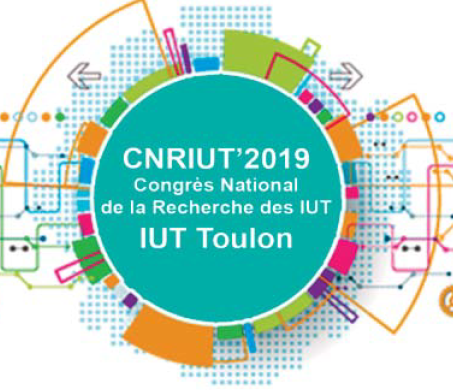 CNRIUT’2019
Congrès National
de la Recherche des IUT
IUT Toulon